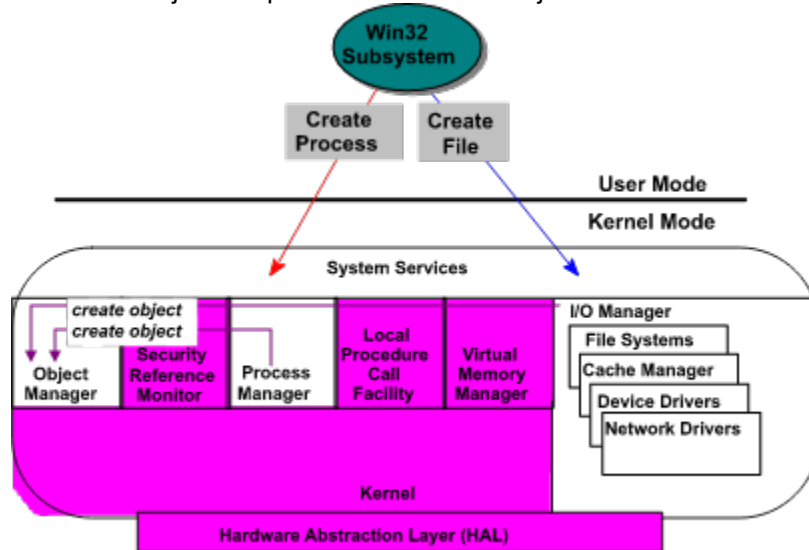 Win32
Subsystem
Create
Process
Create
File
User Mode
Kernel Mode
System Services
create object
create object
I/O Manager
File Systems
Cache Manager
Device Drivers
Network Drivers
Object
Manager
Security
Reference
Monitor
Process
Manager
Local
Procedure
Call
Facility
Virtual
Memory
Manager
Kernel
Hardware Abstraction Layer (HAL)